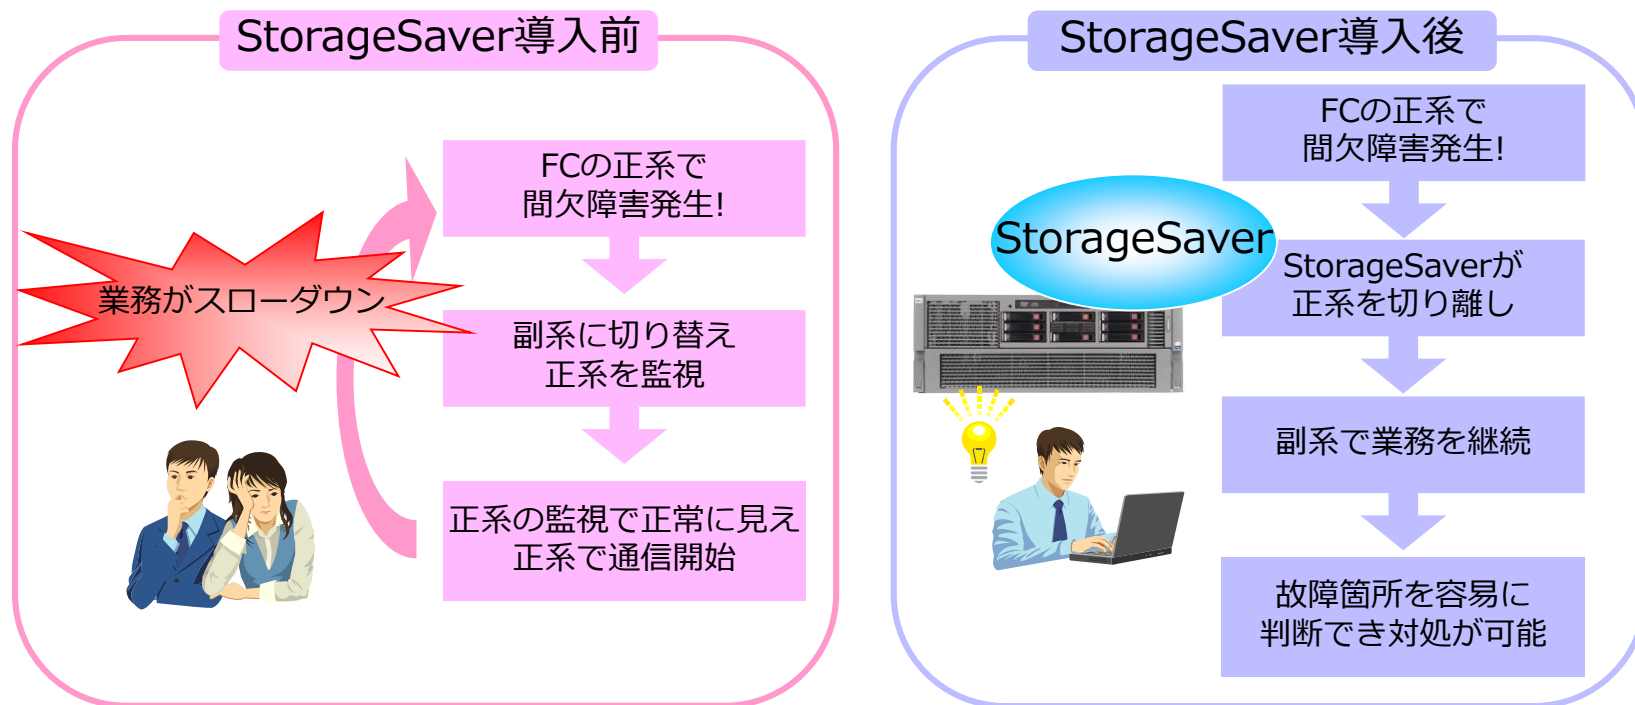 StorageSaver導入前
FCの正系で
間欠障害発生!
業務がスローダウン
副系に切り替え
正系を監視
正系の監視で正常に見え
正系で通信開始
StorageSaver導入後
FCの正系で
間欠障害発生!
StorageSaver
StorageSaverが
正系を切り離し
副系で業務を継続
故障箇所を容易に
判断でき対処が可能